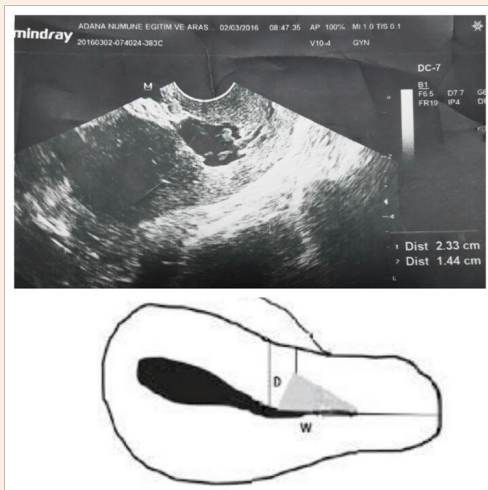 mindray
ADANA NUMUNE EGITIM VE ARAS... 02/03/2016 08:47:35 AP 100% MI 1.0 TIS 0.1
20160302-074024-383C V10-4 GYN
DC-7
B1
F6.5 D7.7
FR19 IP4
M
1 Dist 2.33 cm
2 Dist 1.44 cm
D
W